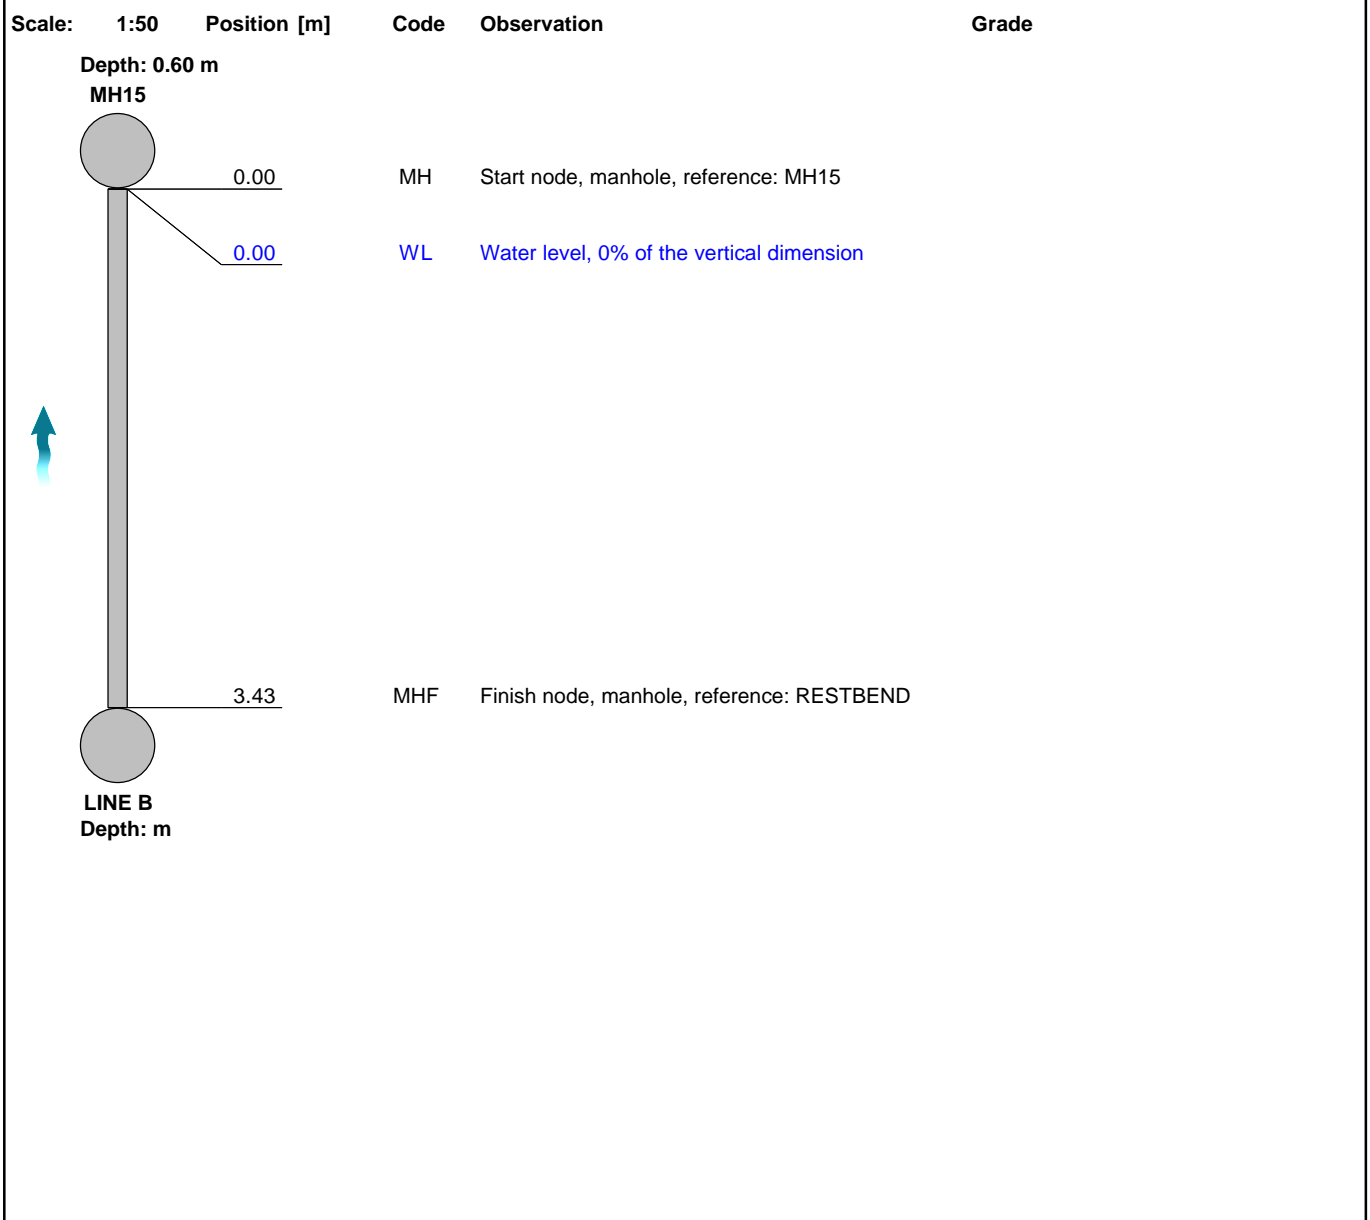 Scale: 1:50 Position [m] Code Observation Grade
Depth: 0.60 m
MH15
0.00 MH Start node, manhole, reference: MH15
0.00 WL Water level, 0% of the vertical dimension
3.43 MHF Finish node, manhole, reference: RESTBEND
LINE B
Depth: m